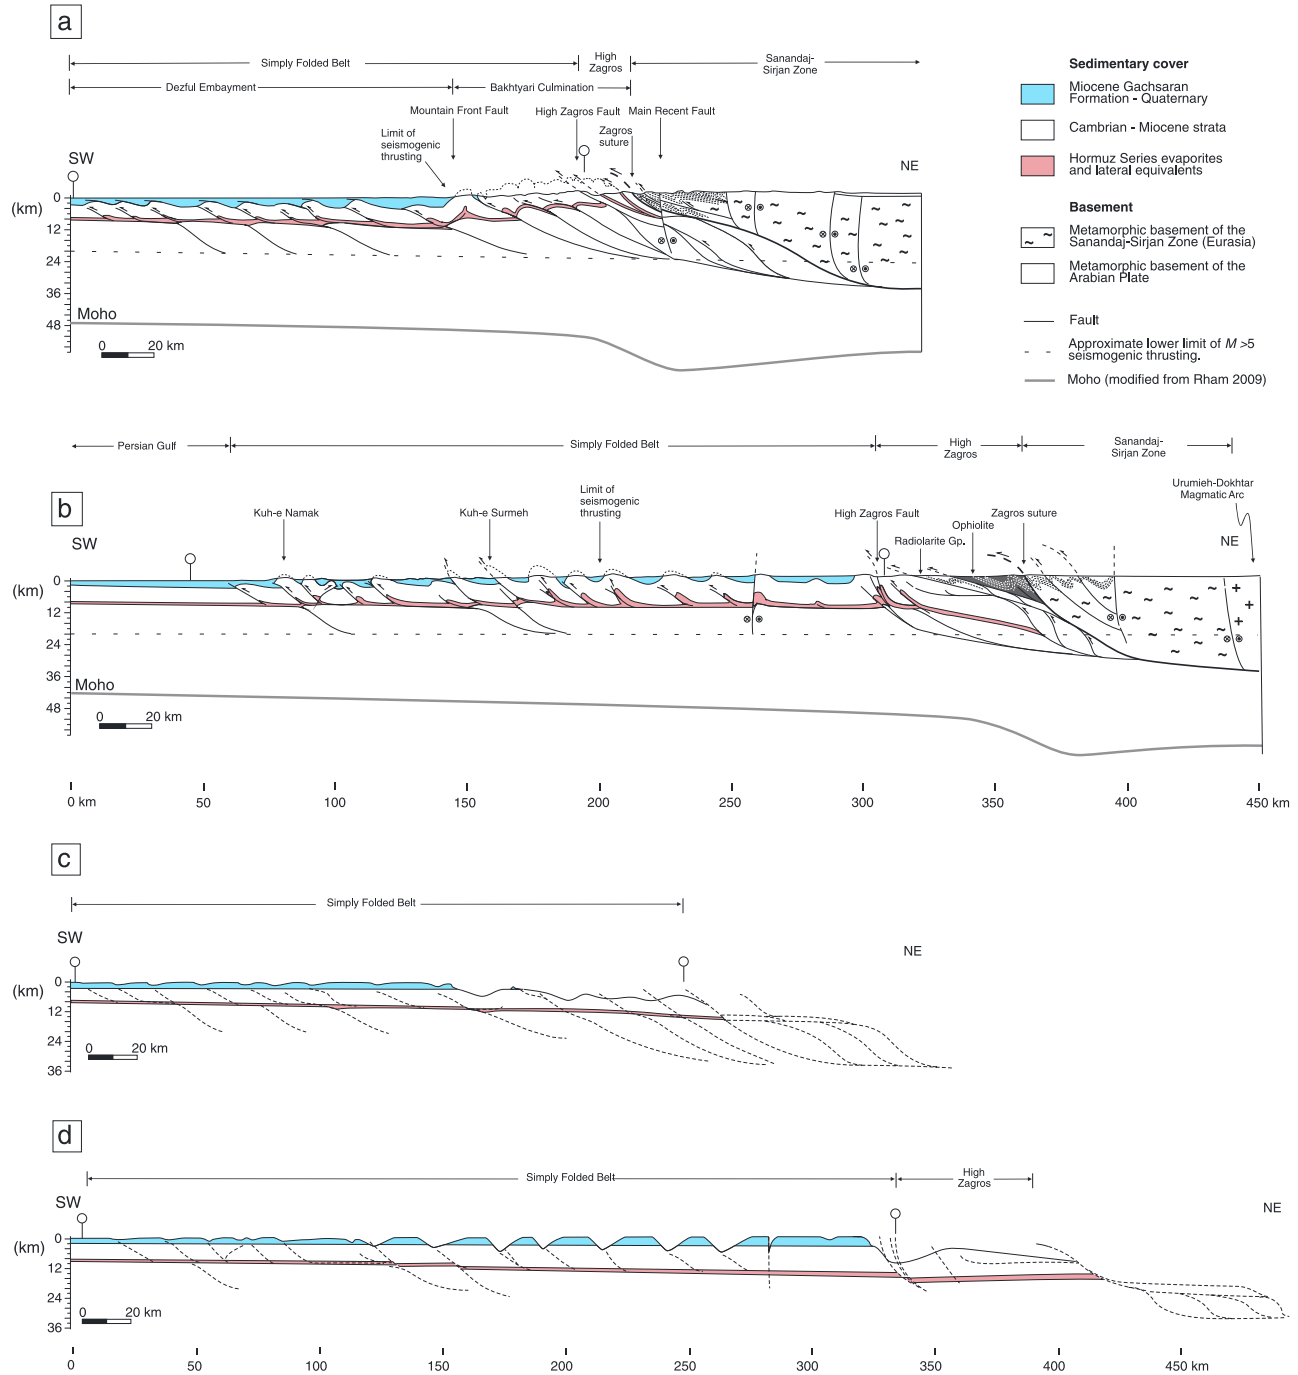 a
Simply Folded Belt
High
Zagros
Sanandaj-
Sirjan Zone
Dezful Embayment
Bakhtyari Culmination
Mountain Front Fault
High Zagros Fault
Main Recent Fault
Limit of
seismogenic
thrusting
Zagros
suture
SW
NE
0
(km)
12
24
36
48
Moho
0 20 km
Sedimentary cover
Miocene Gachsaran
Formation - Quaternary
Cambrian - Miocene strata
Hormuz Series evaporites
and lateral equivalents
Basement
Metamorphic basement of the
Sanandaj-Sirjan Zone (Eurasia)
Metamorphic basement of the
Arabian Plate
Fault
Approximate lower limit of M >5
seismogenic thrusting.
Moho (modified from Rham 2009)
Persian Gulf
Simply Folded Belt
High
Zagros
Sanandaj-
Sirjan Zone
b
Urumieh-Dokhtar
Magmatic Arc
Kuh-e Namak
Kuh-e Surmeh
Limit of
seismogenic
thrusting
High Zagros Fault
Radiolarite Gp.
Ophiolite
Zagros suture
SW
NE
0
(km)
12
24
36
48
Moho
0 20 km
0 km 50 100 150 200 250 300 350 400 450 km
c
Simply Folded Belt
SW
NE
0
(km)
12
24
36
0 20 km
d
Simply Folded Belt
High
Zagros
SW
NE
0
(km)
12
24
36
0 20 km
0 50 100 150 200 250 300 350 400 450 km